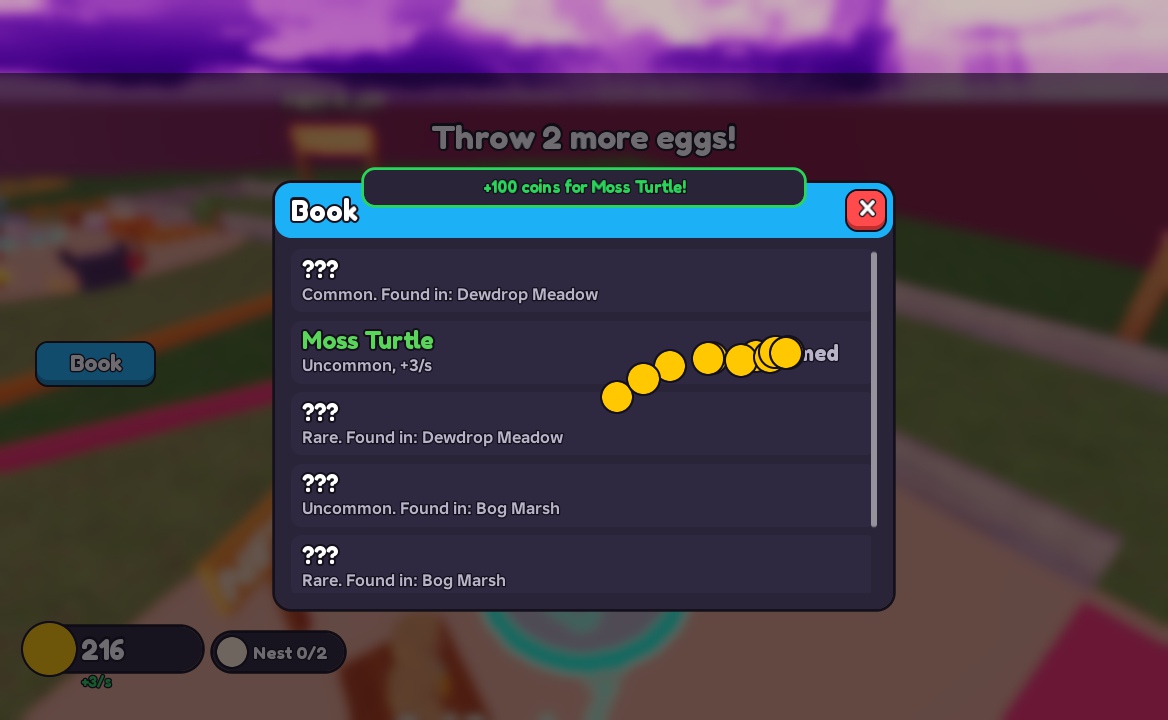 Throw 2 more eggs!
+100 coins for Moss Turtle!
Book
???
Common. Found in: Dewdrop Meadow
Moss Turtle
Uncommon, +3/s
???
Rare. Found in: Dewdrop Meadow
???
Uncommon. Found in: Bog Marsh
???
Rare. Found in: Bog Marsh
Book
216
+3/s
Nest 0/2